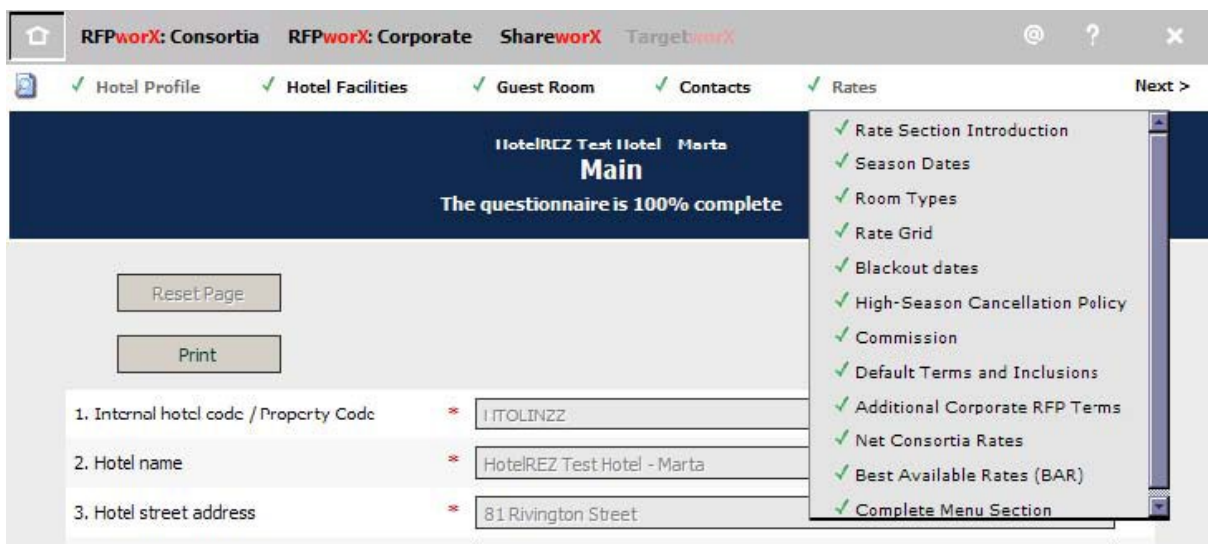 RFPworX: Consortia RFPworX: Corporate ShareworX TargetworX @ ? ×
Hotel Profile Hotel Facilities Guest Room Contacts Rates Next >
HotelREZ Test Hotel Marta
Main
The questionnaire is 100% complete
Rate Section Introduction
Season Dates
Room Types
Rate Grid
Blackout dates
High-Season Cancellation Policy
Commission
Default Terms and Inclusions
Additional Corporate RFP Terms
Net Consortia Rates
Best Available Rates (BAR)
Complete Menu Section
Reset Page
Print
1. Internal hotel code / Property Code *
2. Hotel name * HotelREZ Test Hotel - Marta
3. Hotel street address * 81 Rivington Street